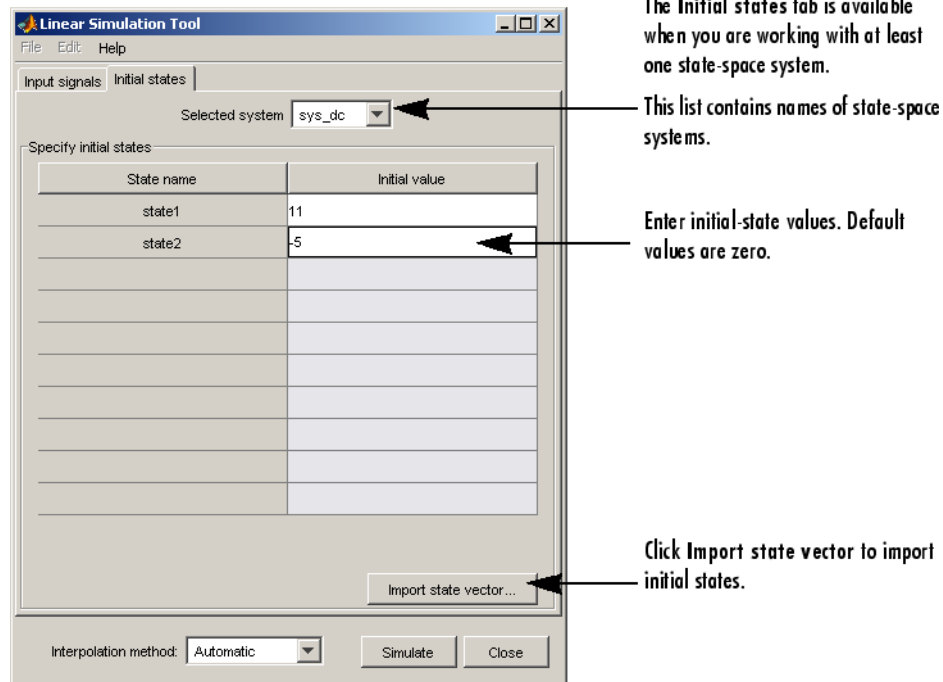 Linear Simulation Tool
File Edit Help
Input signals Initial states
Selected system sys_dc
Specify initial states
State name Initial value
state1 11
state2 -5
Import state vector...
Interpolation method: Automatic Simulate Close
The Initial states tab is available
when you are working with at least
one state-space system.
This list contains names of state-space
systems.
Enter initial-state values. Default
values are zero.
Click Import state vector to import
initial states.